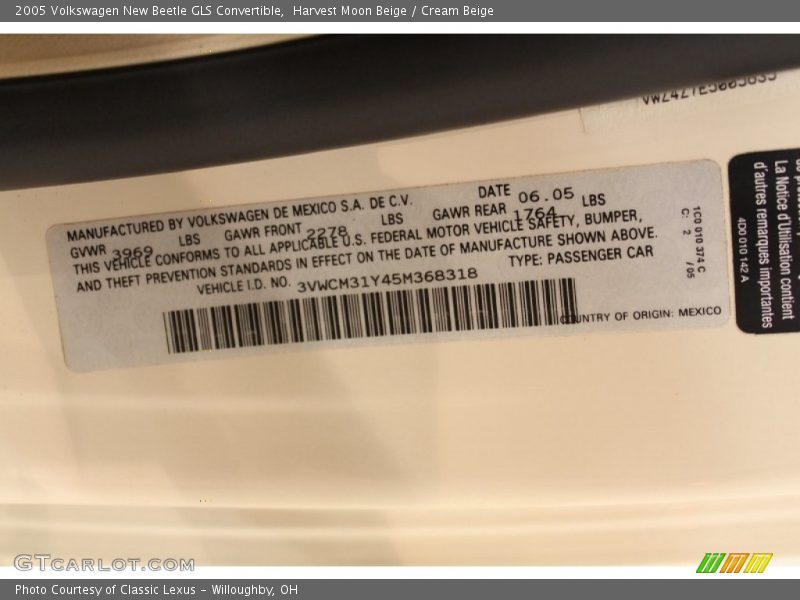 2005 Volkswagen New Beetle GLS Convertible,  Harvest Moon Beige / Cream Beige
MANUFACTURED BY VOLKSWAGEN DE MEXICO S.A. DE C.V. DATE 06.05
GVWR 3969 LBS GAWR FRONT 2278 LBS GAWR REAR 1764 LBS
THIS VEHICLE CONFORMS TO ALL APPLICABLE U.S. FEDERAL MOTOR VEHICLE SAFETY, BUMPER,
AND THEFT PREVENTION STANDARDS IN EFFECT ON THE DATE OF MANUFACTURE SHOWN ABOVE.
VEHICLE I.D. NO. 3VWCM31Y45M368318 TYPE: PASSENGER CAR
COUNTRY OF ORIGIN: MEXICO
1C0 010 374 C
C: 2 /05
La Notice d'Utilisation contient
d'autres remarques importantes
4D0 010 142 A
GTCARLOT.COM
Photo Courtesy of Classic Lexus - Willoughby, OH